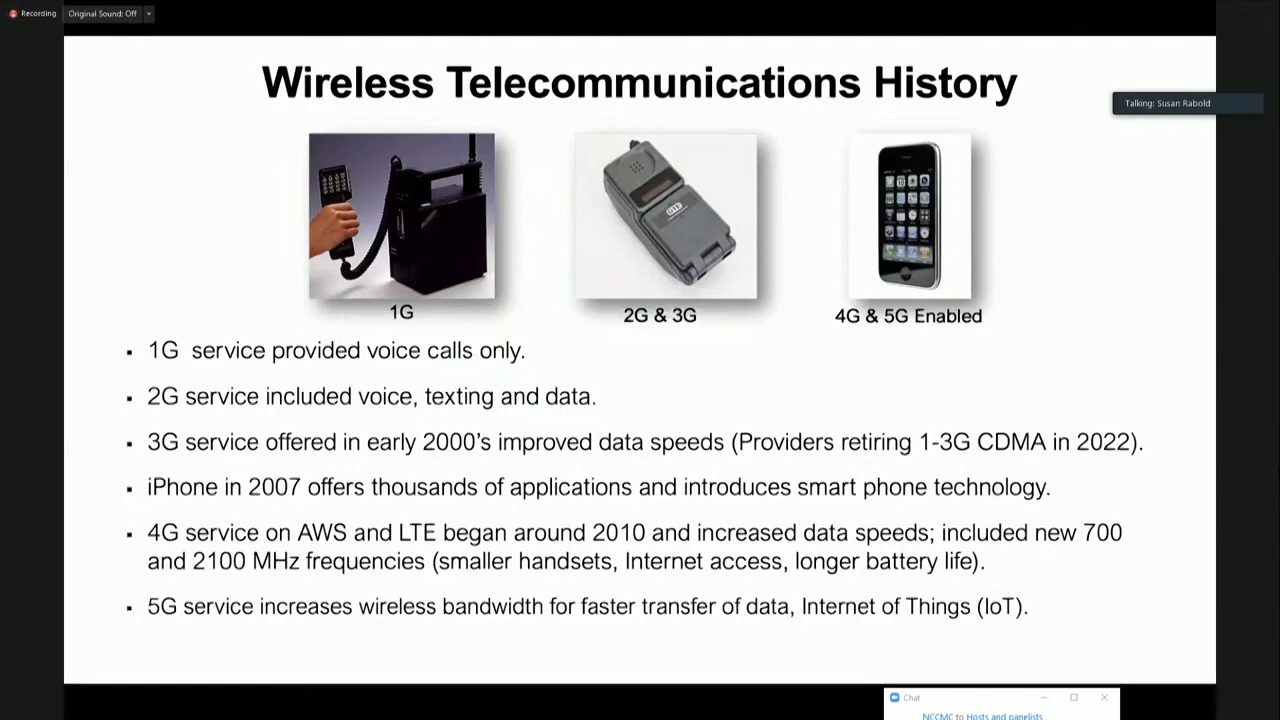 Recording
Original Sound: Off
Wireless Telecommunications History
Talking: Susan Rabold
GTE
1G
2G & 3G
4G & 5G Enabled
▪ 1G  service provided voice calls only.
▪ 2G service included voice, texting and data.
▪ 3G service offered in early 2000’s improved data speeds (Providers retiring 1-3G CDMA in 2022).
▪ iPhone in 2007 offers thousands of applications and introduces smart phone technology.
▪ 4G service on AWS and LTE began around 2010 and increased data speeds; included new 700
and 2100 MHz frequencies (smaller handsets, Internet access, longer battery life).
▪ 5G service increases wireless bandwidth for faster transfer of data, Internet of Things (IoT).
Chat
NCCMC to Hosts and panelists